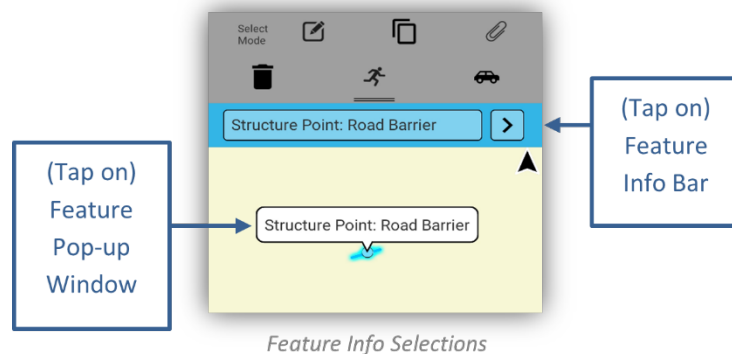 Select
Mode
Structure Point: Road Barrier
(Tap on)
Feature
Info Bar
(Tap on)
Feature
Pop-up
Window
Structure Point: Road Barrier
Feature Info Selections